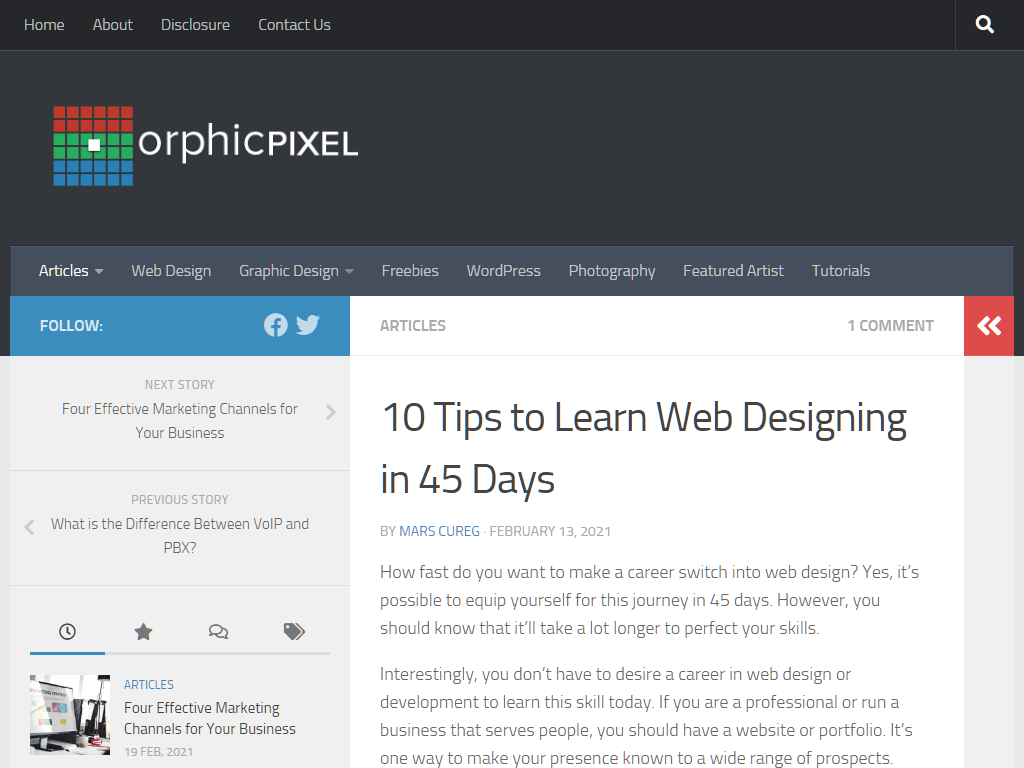 Home About Disclosure Contact Us
orphicPIXEL
Articles Web Design Graphic Design Freebies WordPress Photography Featured Artist Tutorials
FOLLOW:
ARTICLES 1 COMMENT
NEXT STORY
Four Effective Marketing Channels for
Your Business
PREVIOUS STORY
What is the Difference Between VoIP and
PBX?
ARTICLES
Four Effective Marketing
Channels for Your Business
19 FEB, 2021
10 Tips to Learn Web Designing
in 45 Days
BY MARS CUREG · FEBRUARY 13, 2021
How fast do you want to make a career switch into web design? Yes, it’s
possible to equip yourself for this journey in 45 days. However, you
should know that it’ll take a lot longer to perfect your skills.
Interestingly, you don’t have to desire a career in web design or
development to learn this skill today. If you are a professional or run a
business that serves people, you should have a website or portfolio. It’s
one way to make your presence known to a wide range of prospects.